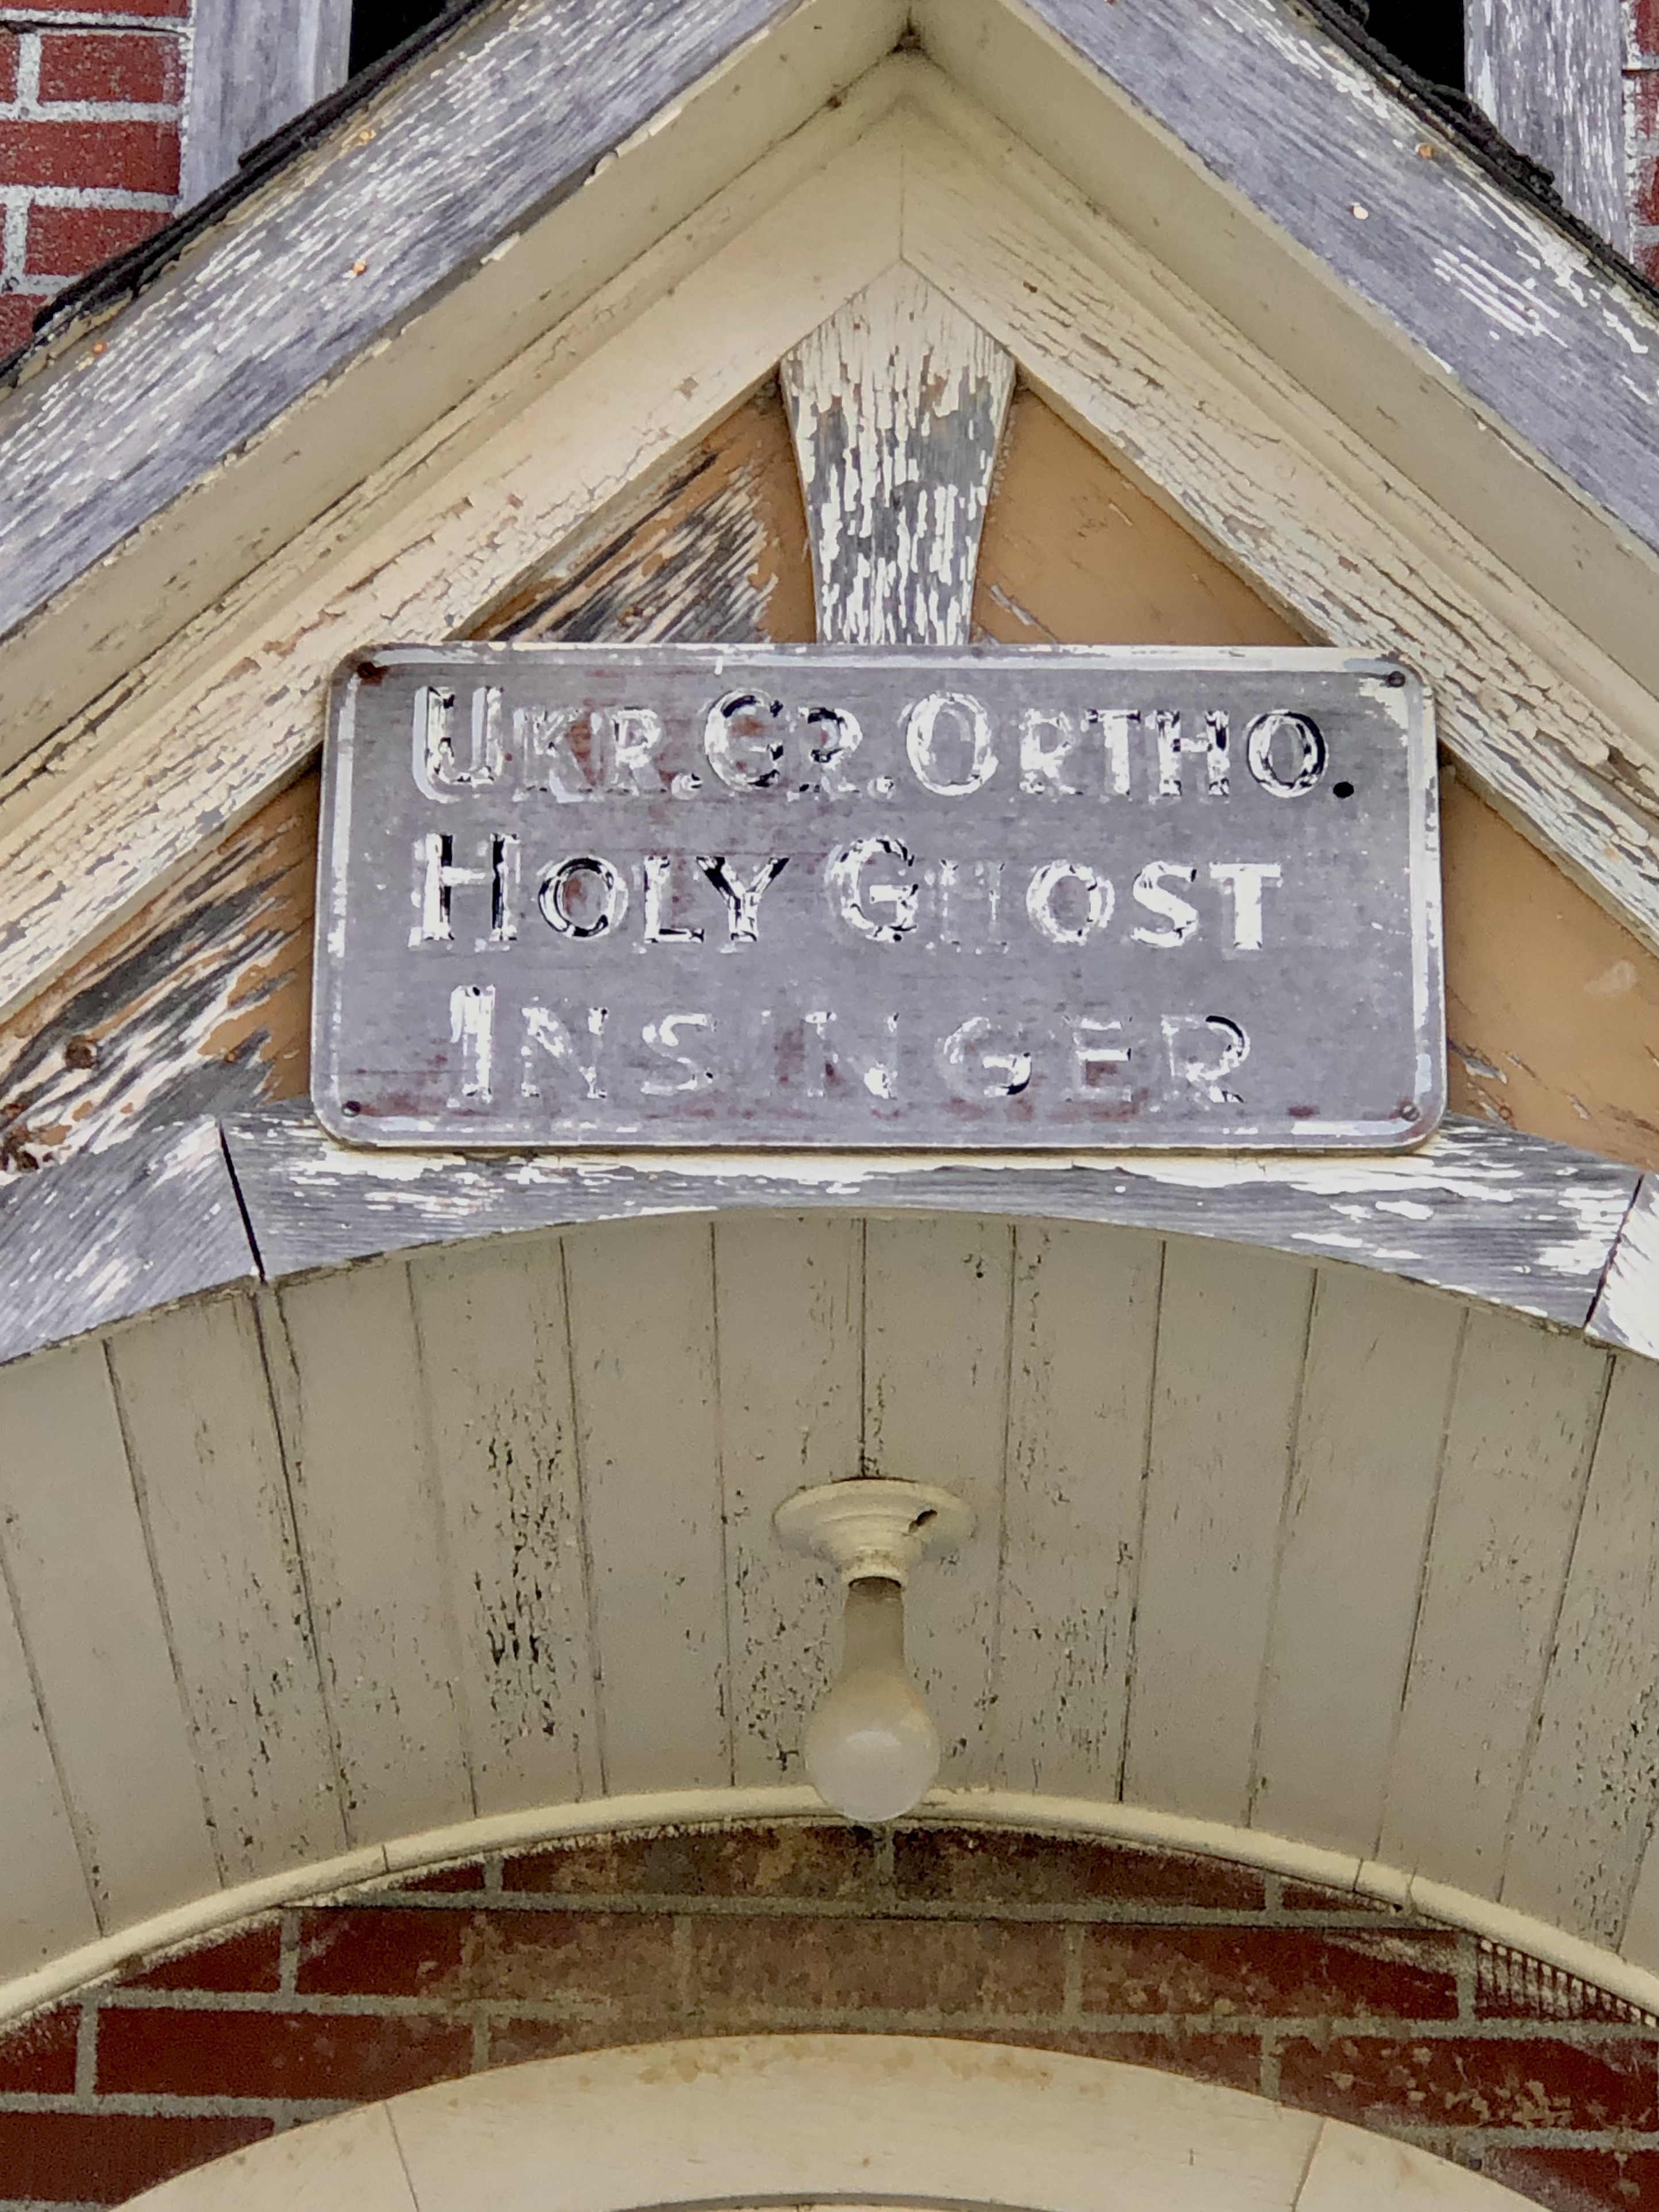 UKR. GR. ORTHO.
HOLY GHOST
INSINGER